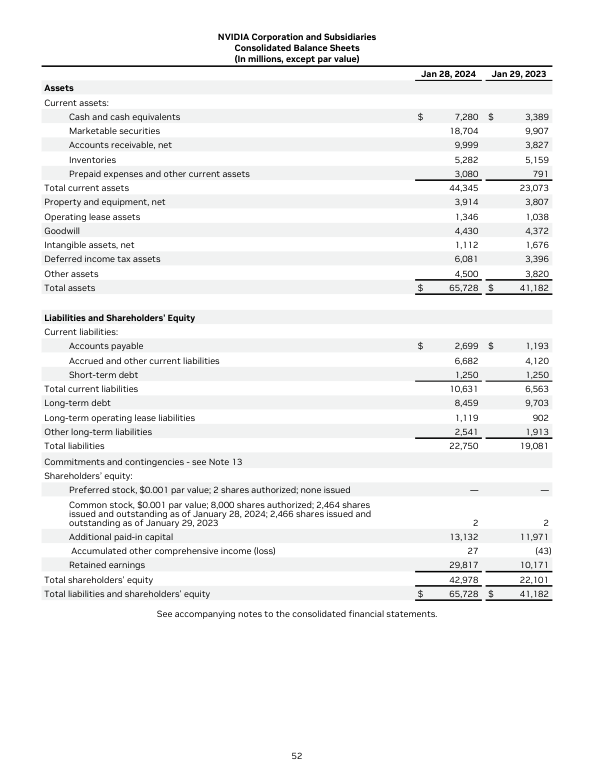 NVIDIA Corporation and Subsidiaries
Consolidated Balance Sheets
(In millions, except par value)
Jan 28, 2024 Jan 29, 2023
Assets
Current assets:
Cash and cash equivalents $ 7,280 $ 3,389
Marketable securities 18,704 9,907
Accounts receivable, net 9,999 3,827
Inventories 5,282 5,159
Prepaid expenses and other current assets 3,080 791
Total current assets 44,345 23,073
Property and equipment, net 3,914 3,807
Operating lease assets 1,346 1,038
Goodwill 4,430 4,372
Intangible assets, net 1,112 1,676
Deferred income tax assets 6,081 3,396
Other assets 4,500 3,820
Total assets $ 65,728 $ 41,182
Liabilities and Shareholders' Equity
Current liabilities:
Accounts payable $ 2,699 $ 1,193
Accrued and other current liabilities 6,682 4,120
Short-term debt 1,250 1,250
Total current liabilities 10,631 6,563
Long-term debt 8,459 9,703
Long-term operating lease liabilities 1,119 902
Other long-term liabilities 2,541 1,913
Total liabilities 22,750 19,081
Commitments and contingencies - see Note 13
Shareholders' equity:
Preferred stock, $0.001 par value; 2 shares authorized; none issued — —
Common stock, $0.001 par value; 8,000 shares authorized; 2,464 shares
issued and outstanding as of January 28, 2024; 2,466 shares issued and
outstanding as of January 29, 2023 2 2
Additional paid-in capital 13,132 11,971
Accumulated other comprehensive income (loss) 27 (43)
Retained earnings 29,817 10,171
Total shareholders' equity 42,978 22,101
Total liabilities and shareholders' equity $ 65,728 $ 41,182
See accompanying notes to the consolidated financial statements.
52